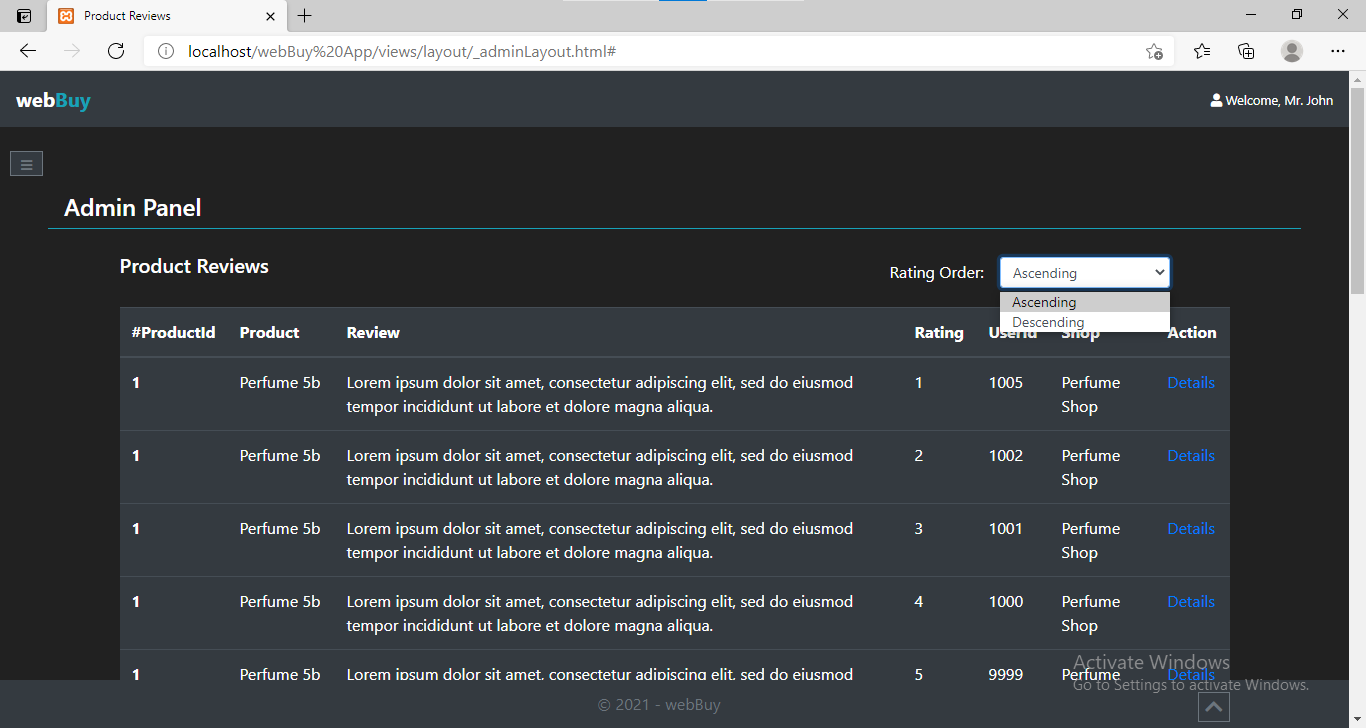 Product Reviews
localhost/webBuy%20App/views/layout/_adminLayout.html#
webBuy
Welcome, Mr. John
Admin Panel
Product Reviews
Rating Order:
Ascending
Ascending
Descending
#ProductId Product Review Rating UserId Shop Action
1 Perfume 5b Lorem ipsum dolor sit amet, consectetur adipiscing elit, sed do eiusmod 1 1005 Perfume Details
tempor incididunt ut labore et dolore magna aliqua. Shop
1 Perfume 5b Lorem ipsum dolor sit amet, consectetur adipiscing elit, sed do eiusmod 2 1002 Perfume Details
tempor incididunt ut labore et dolore magna aliqua. Shop
1 Perfume 5b Lorem ipsum dolor sit amet, consectetur adipiscing elit, sed do eiusmod 3 1001 Perfume Details
tempor incididunt ut labore et dolore magna aliqua. Shop
1 Perfume 5b Lorem ipsum dolor sit amet, consectetur adipiscing elit, sed do eiusmod 4 1000 Perfume Details
tempor incididunt ut labore et dolore magna aliqua. Shop
1 Perfume 5b Lorem ipsum dolor sit amet, consectetur adipiscing elit, sed do eiusmod 5 9999 Perfume Details
Activate Windows
Go to Settings to activate Windows.
© 2021 - webBuy